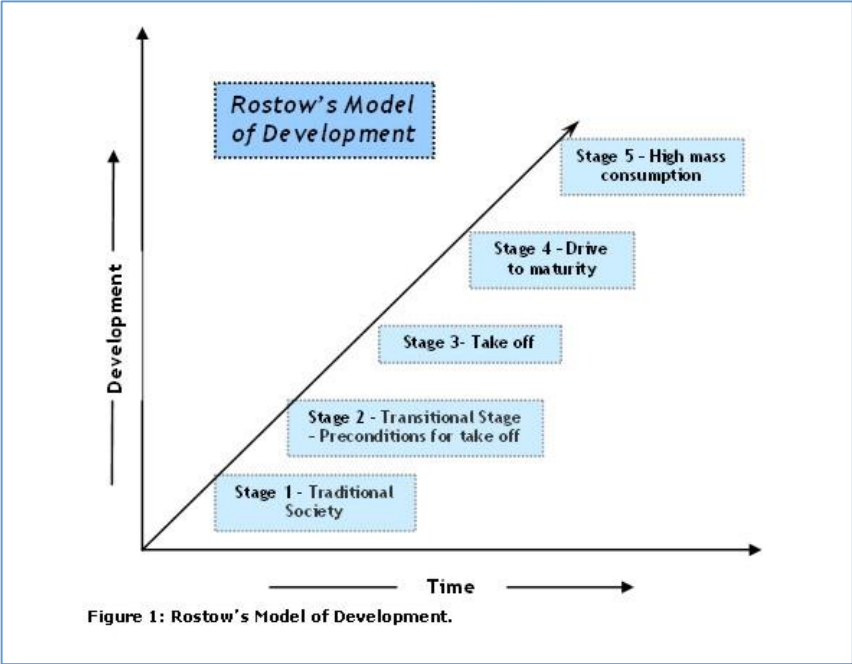 Rostow's Model
of Development
Stage 5 - High mass
consumption
Stage 4 - Drive
to maturity
Stage 3- Take off
Stage 2 - Transitional Stage
- Preconditions for take off
Stage 1 - Traditional
Society
Development
Time
Figure 1: Rostow's Model of Development.